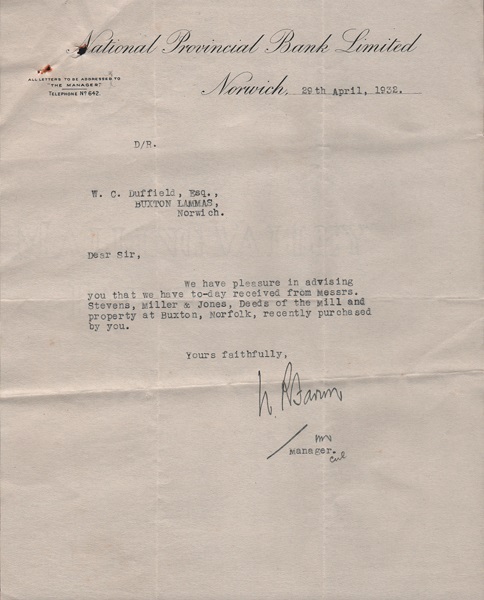 National Provincial Bank Limited
ALL LETTERS TO BE ADDRESSED TO
"THE MANAGER."
TELEPHONE Nº 642.
Norwich, 29th April, 1932.
D/R.
W. C. Duffield, Esq.,
BUXTON LAMMAS,
Norwich.
Dear Sir,
We have pleasure in advising
you that we have to-day received from Messrs.
Stevens, Miller & Jones, Deeds of the Mill and
property at Buxton, Norfolk, recently purchased
by you.
Yours faithfully,
Manager.